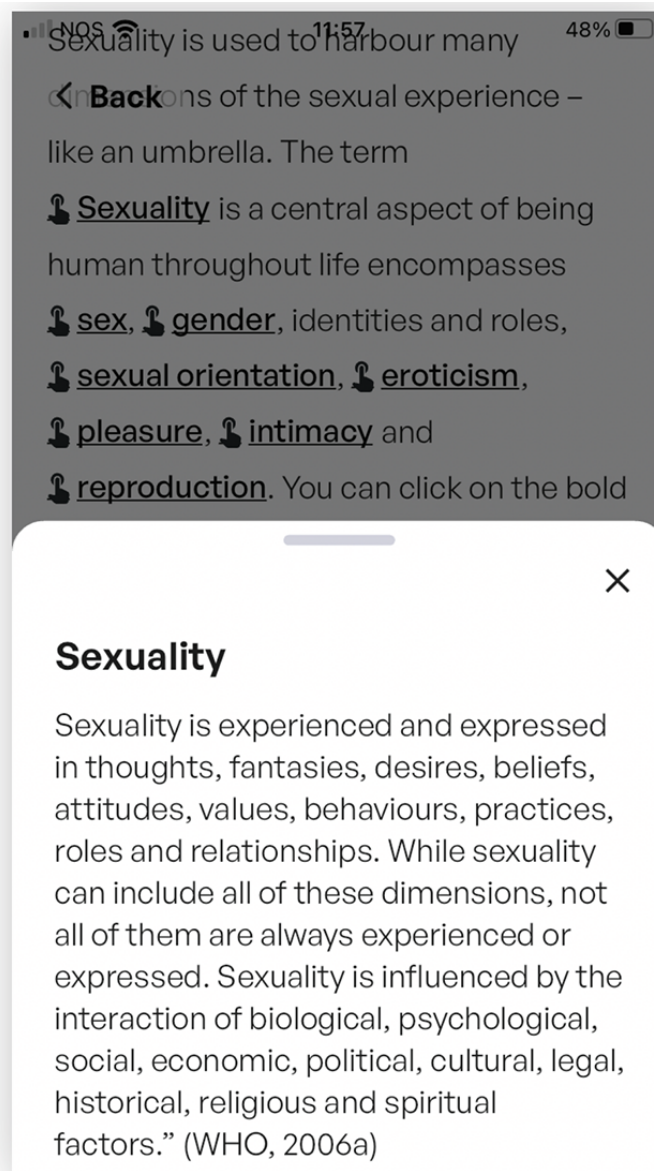 NOS 11:57 48%
Sexuality is used to harbour many
Back
ns of the sexual experience –
like an umbrella. The term
Sexuality is a central aspect of being
human throughout life encompasses
sex, gender, identities and roles,
sexual orientation, eroticism,
pleasure, intimacy and
reproduction. You can click on the bold
Sexuality
Sexuality is experienced and expressed
in thoughts, fantasies, desires, beliefs,
attitudes, values, behaviours, practices,
roles and relationships. While sexuality
can include all of these dimensions, not
all of them are always experienced or
expressed. Sexuality is influenced by the
interaction of biological, psychological,
social, economic, political, cultural, legal,
historical, religious and spiritual
factors.” (WHO, 2006a)